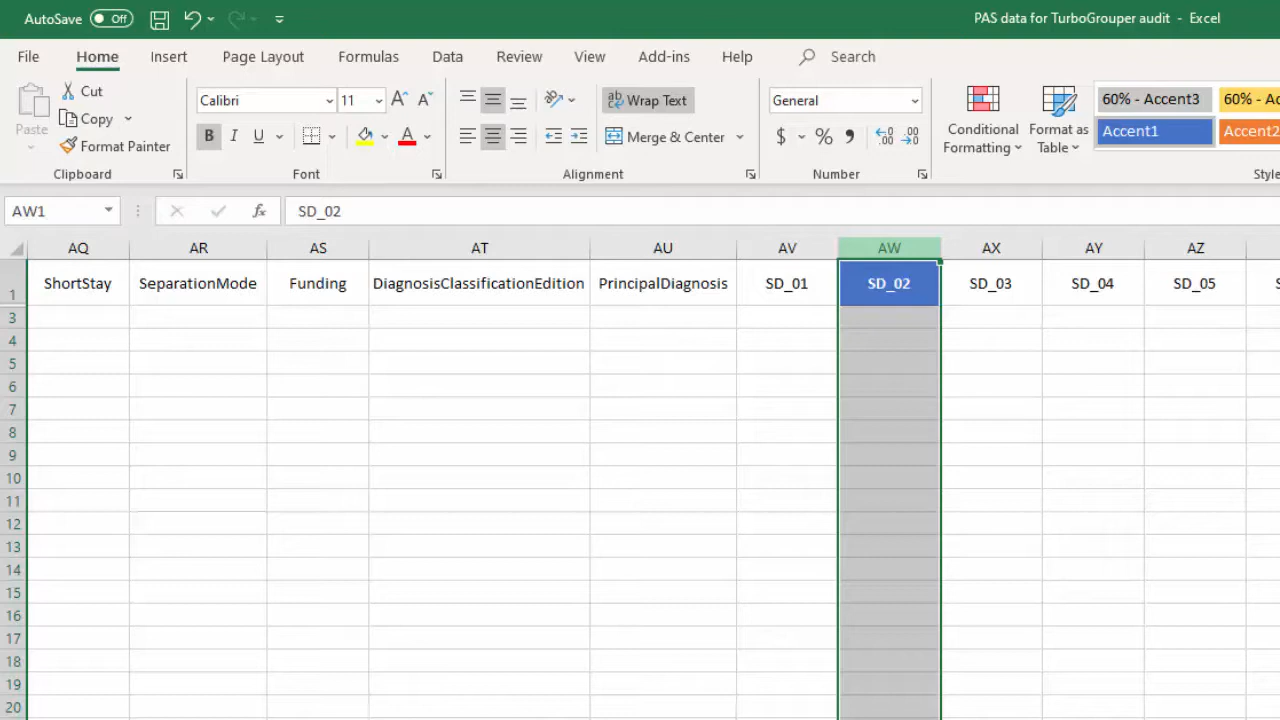 AutoSave Off PAS data for TurboGrouper audit - Excel
File Home Insert Page Layout Formulas Data Review View Add-ins Help Search
Paste Cut
Copy
Format Painter
Clipboard
Calibri 11
B I U
Font
Wrap Text
Merge & Center
Alignment
General
$ % ,
Number
Conditional Formatting
Format as Table
60% - Accent3 60% - Ac
Accent1 Accent2
Style
AW1 fx SD_02
AQ AR AS AT AU AV AW AX AY AZ
1 ShortStay SeparationMode Funding DiagnosisClassificationEdition PrincipalDiagnosis SD_01 SD_02 SD_03 SD_04 SD_05 S
3
4
5
6
7
8
9
10
11
12
13
14
15
16
17
18
19
20